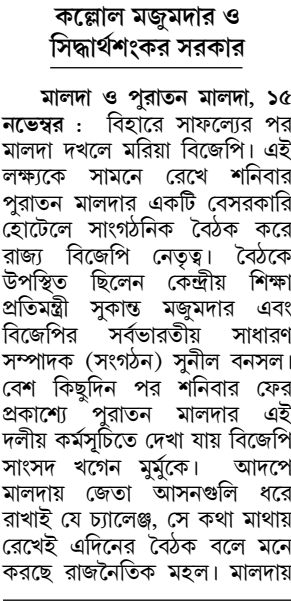 কল্লোল মজুমদার ও
সিদ্ধার্থশংকর সরকার
মালদা ও পুরাতন মালদা, ১৫
নভেম্বর : বিহারে সাফল্যের পর
মালদা দখলে মরিয়া বিজেপি। এই
লক্ষ্যকে সামনে রেখে শনিবার
পুরাতন মালদার একটি বেসরকারি
হোটেলে সাংগঠনিক বৈঠক করে
রাজ্য বিজেপি নেতৃত্ব। বৈঠকে
উপস্থিত ছিলেন কেন্দ্রীয় শিক্ষা
প্রতিমন্ত্রী সুকান্ত মজুমদার এবং
বিজেপির সর্বভারতীয় সাধারণ
সম্পাদক (সংগঠন) সুনীল বনসল।
বেশ কিছুদিন পর শনিবার ফের
প্রকাশ্যে পুরাতন মালদার এই
দলীয় কর্মসূচিতে দেখা যায় বিজেপি
সাংসদ খগেন মুর্মুকে। আদপে
মালদায় জেতা আসনগুলি ধরে
রাখাই যে চ্যালেঞ্জ, সে কথা মাথায়
রেখেই এদিনের বৈঠক বলে মনে
করছে রাজনৈতিক মহল। মালদায়